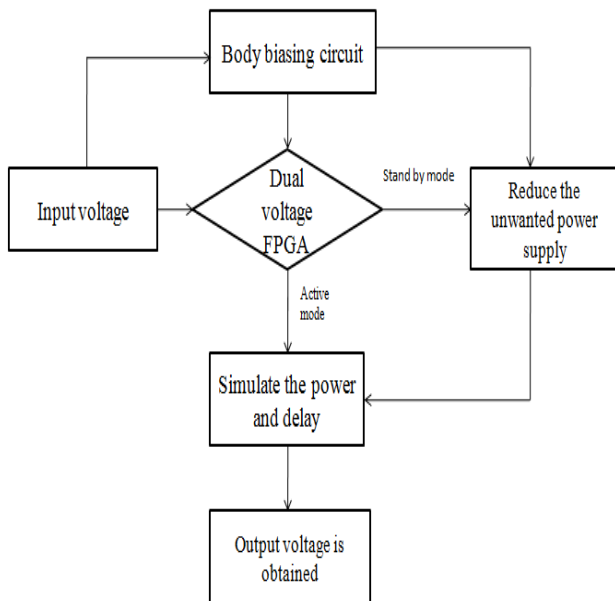 Body biasing circuit
Input voltage
Dual
voltage
FPGA
Stand by mode
Reduce the
unwanted power
supply
Active
mode
Simulate the power
and delay
Output voltage is
obtained